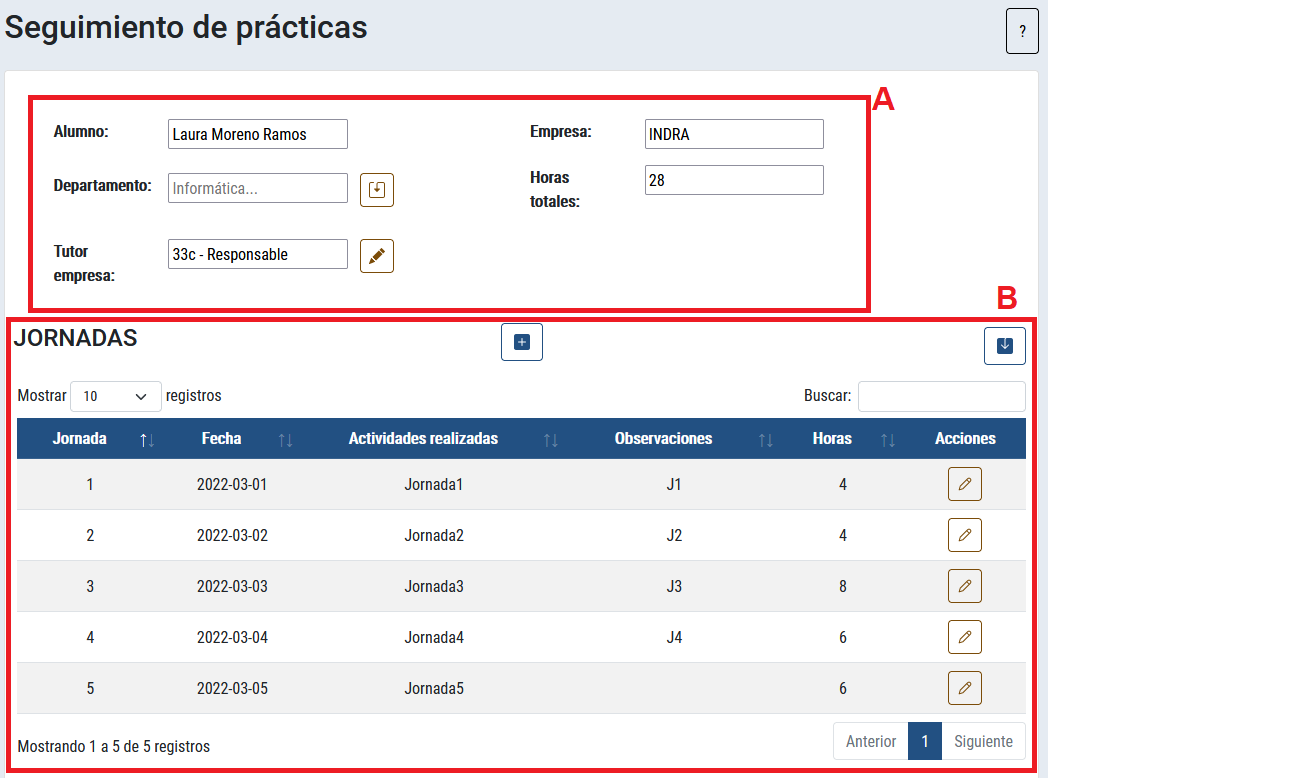 Seguimiento de prácticas
?
A
Alumno: Laura Moreno Ramos Empresa: INDRA
Departamento: Informática... Horas totales: 28
Tutor empresa: 33c - Responsable
B
JORNADAS
Mostrar 10 registros Buscar:
Jornada Fecha Actividades realizadas Observaciones Horas Acciones
1 2022-03-01 Jornada1 J1 4
2 2022-03-02 Jornada2 J2 4
3 2022-03-03 Jornada3 J3 8
4 2022-03-04 Jornada4 J4 6
5 2022-03-05 Jornada5 6
Mostrando 1 a 5 de 5 registros Anterior 1 Siguiente